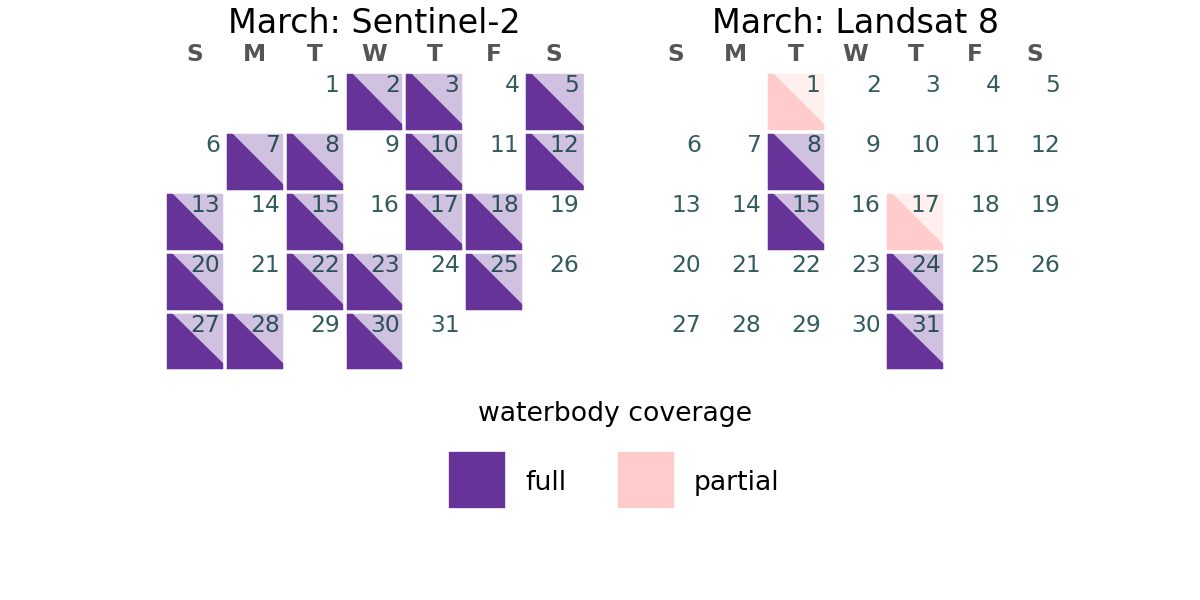 March: Sentinel-2
S M T W T F S
1 2 3 4 5
6 7 8 9 10 11 12
13 14 15 16 17 18 19
20 21 22 23 24 25 26
27 28 29 30 31
March: Landsat 8
S M T W T F S
1 2 3 4 5
6 7 8 9 10 11 12
13 14 15 16 17 18 19
20 21 22 23 24 25 26
27 28 29 30 31
waterbody coverage
full partial